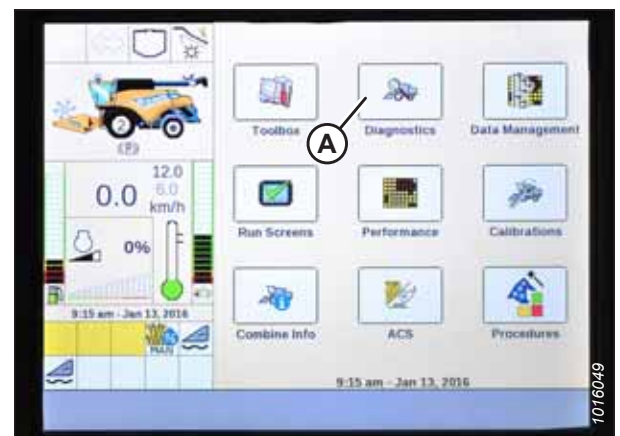 Toolbox
Diagnostics
Data Management
A
2
(P)
12.0
0.0
6.0
km/h
Run Screens
Performance
Calibrations
0%
9:15 am - Jan 13, 2016
MAN
Combine Info
ACS
Procedures
9:15 am - Jan 13, 2016
1016049